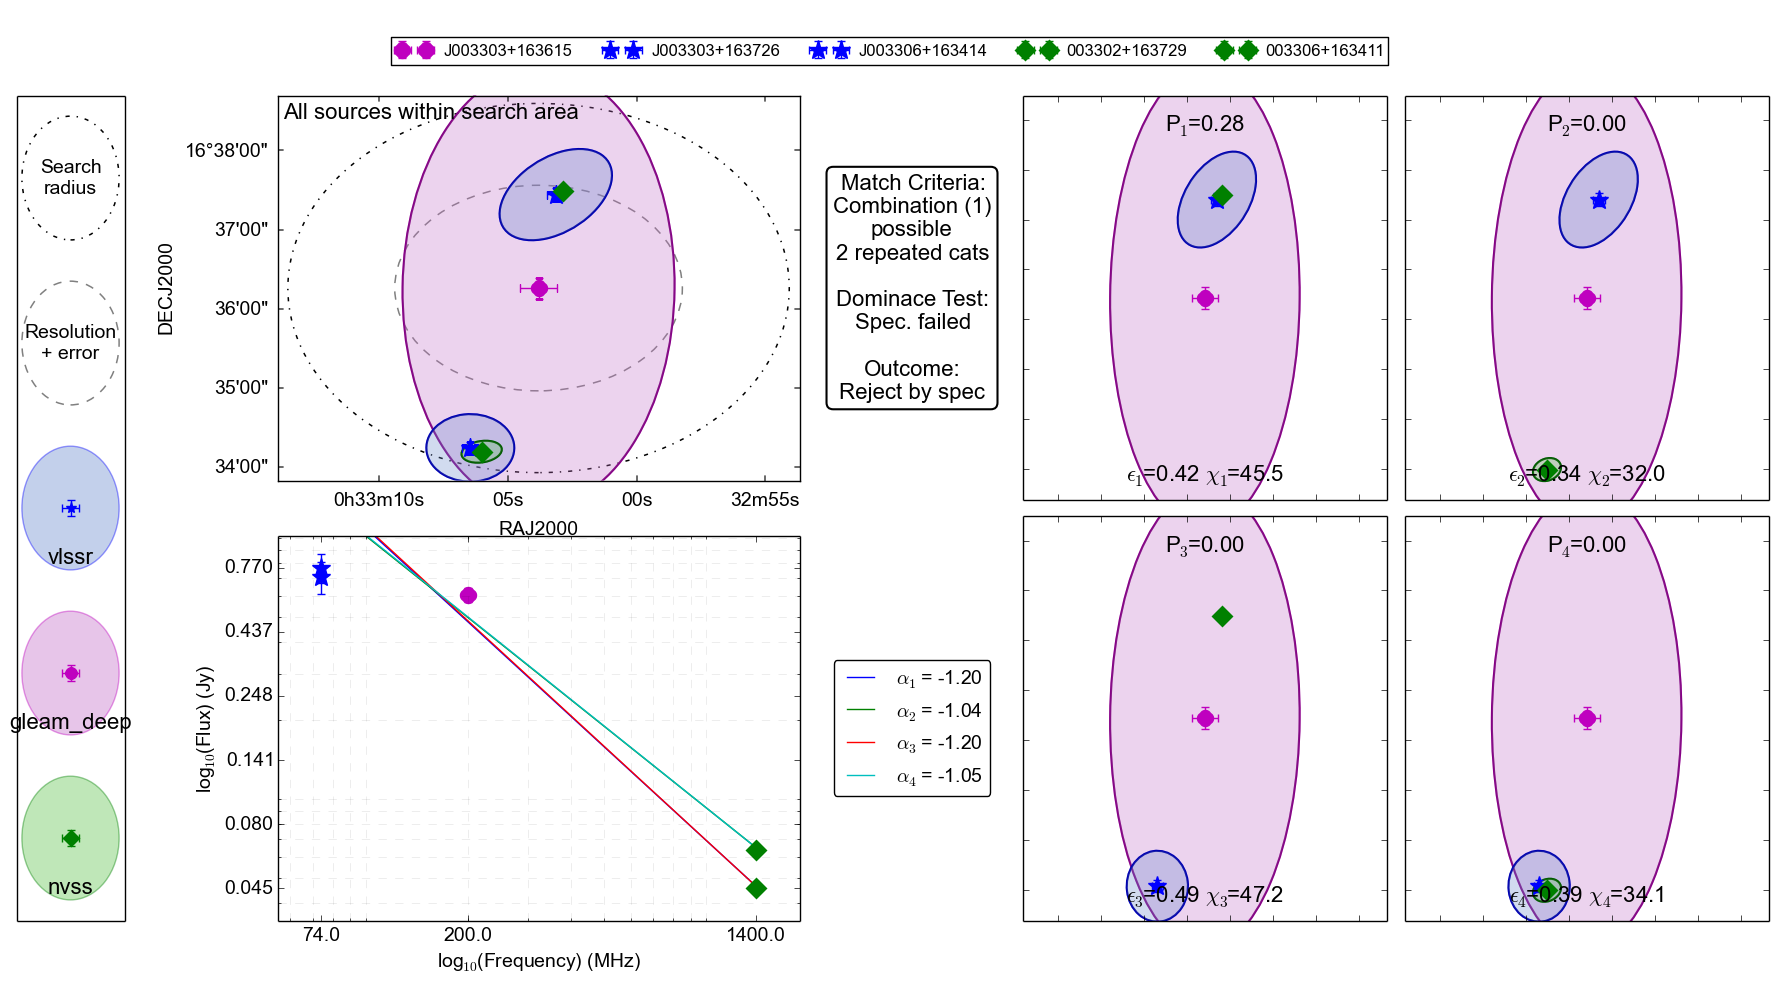 J003303+163615 J003303+163726 J003306+163414 003302+163729 003306+163411
Search
radius
Resolution
+ error
vlssr
gleam_deep
nvss
All sources within search area
16°38'00"
37'00"
36'00"
35'00"
34'00"
DECJ2000
0h33m10s 05s 00s 32m55s
RAJ2000
Match Criteria:
Combination (1)
possible
2 repeated cats
Dominace Test:
Spec. failed
Outcome:
Reject by spec
P1=0.28
ϵ1=0.42 χ1=45.5
P2=0.00
ϵ2=0.34 χ2=32.0
0.770
0.437
0.248
0.141
0.080
0.045
log10(Flux) (Jy)
74.0 200.0 1400.0
log10(Frequency) (MHz)
α1 = -1.20
α2 = -1.04
α3 = -1.20
α4 = -1.05
P3=0.00
ϵ3=0.49 χ3=47.2
P4=0.00
ϵ4=0.39 χ4=34.1